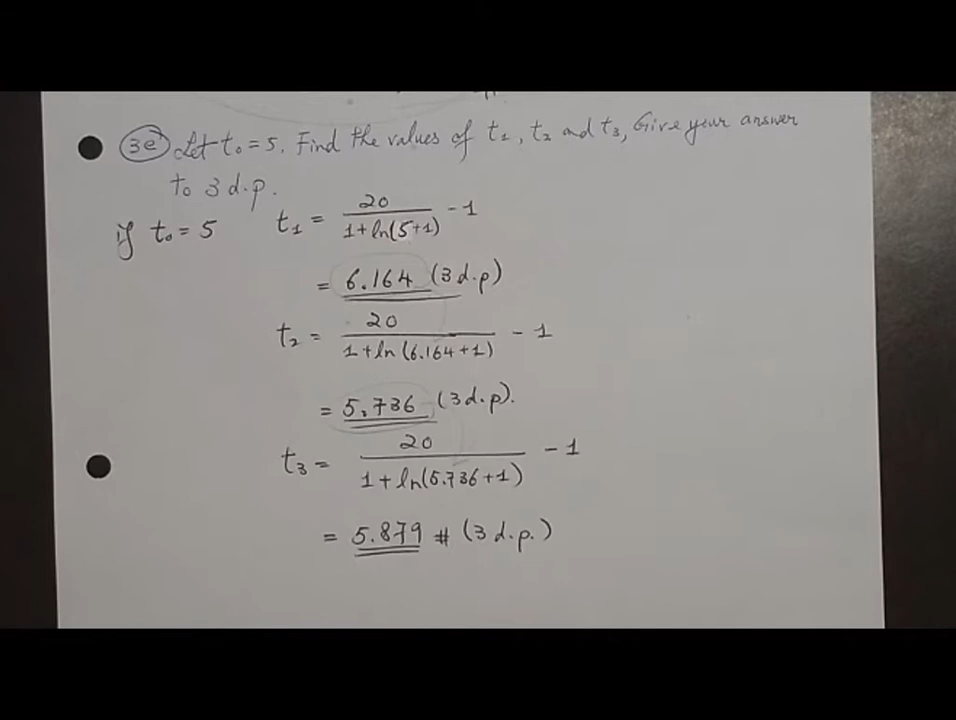 3e Let t₀ = 5. Find the values of t₁, t₂ and t₃, Give your answer
to 3 d.p.
if t₀ = 5 t₁ = 20/(1+ln(5+1)) - 1
= 6.164 (3 d.p)
t₂ = 20/(1+ln(6.164+1)) - 1
= 5.736 (3 d.p).
t₃ = 20/(1+ln(5.736+1)) - 1
= 5.879 # (3 d.p.)